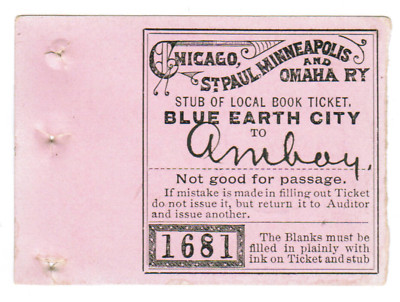 CHICAGO,
ST. PAUL, MINNEAPOLIS
AND
OMAHA RY
STUB OF LOCAL BOOK TICKET.
BLUE EARTH CITY
TO
Amboy.
Not good for passage.
If mistake is made in filling out Ticket
do not issue it, but return it to Auditor
and issue another.
1681
The Blanks must be
filled in plainly with
ink on Ticket and stub